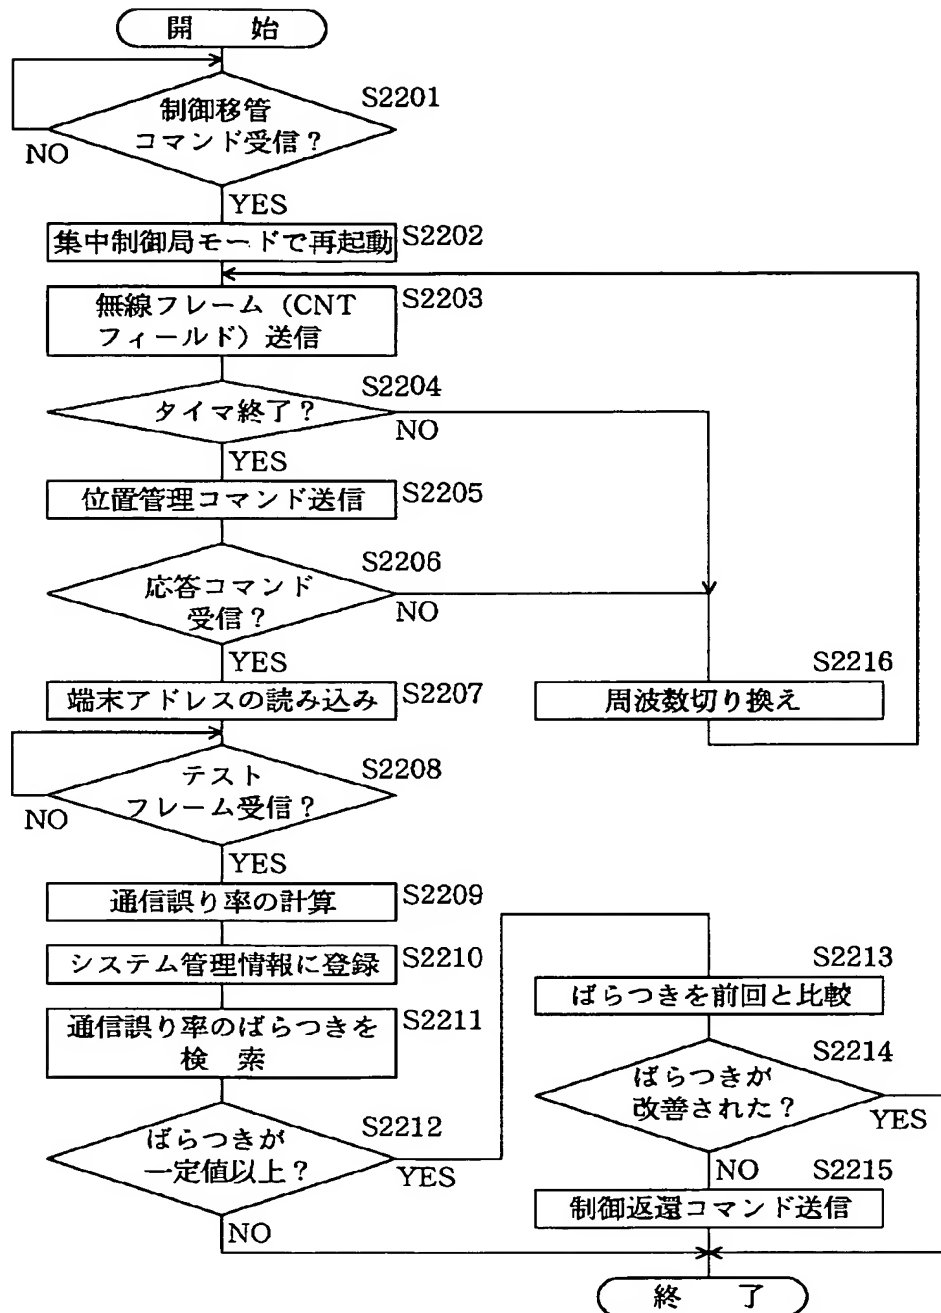 開 始
S2201
制御移管
コマンド受信？
NO
YES
集中制御局モードで再起動
S2202
無線フレーム（CNT
フィールド）送信
S2203
S2204
タイマ終了？
NO
YES
位置管理コマンド送信
S2205
S2206
応答コマンド
受信？
NO
YES
端末アドレスの読み込み
S2207
S2216
周波数切り換え
S2208
テスト
フレーム受信？
NO
YES
通信誤り率の計算
S2209
システム管理情報に登録
S2210
通信誤り率のばらつきを
検 索
S2211
S2212
ばらつきが
一定値以上？
YES
NO
S2213
ばらつきを前回と比較
S2214
ばらつきが
改善された？
YES
NO
S2215
制御返還コマンド送信
終 了